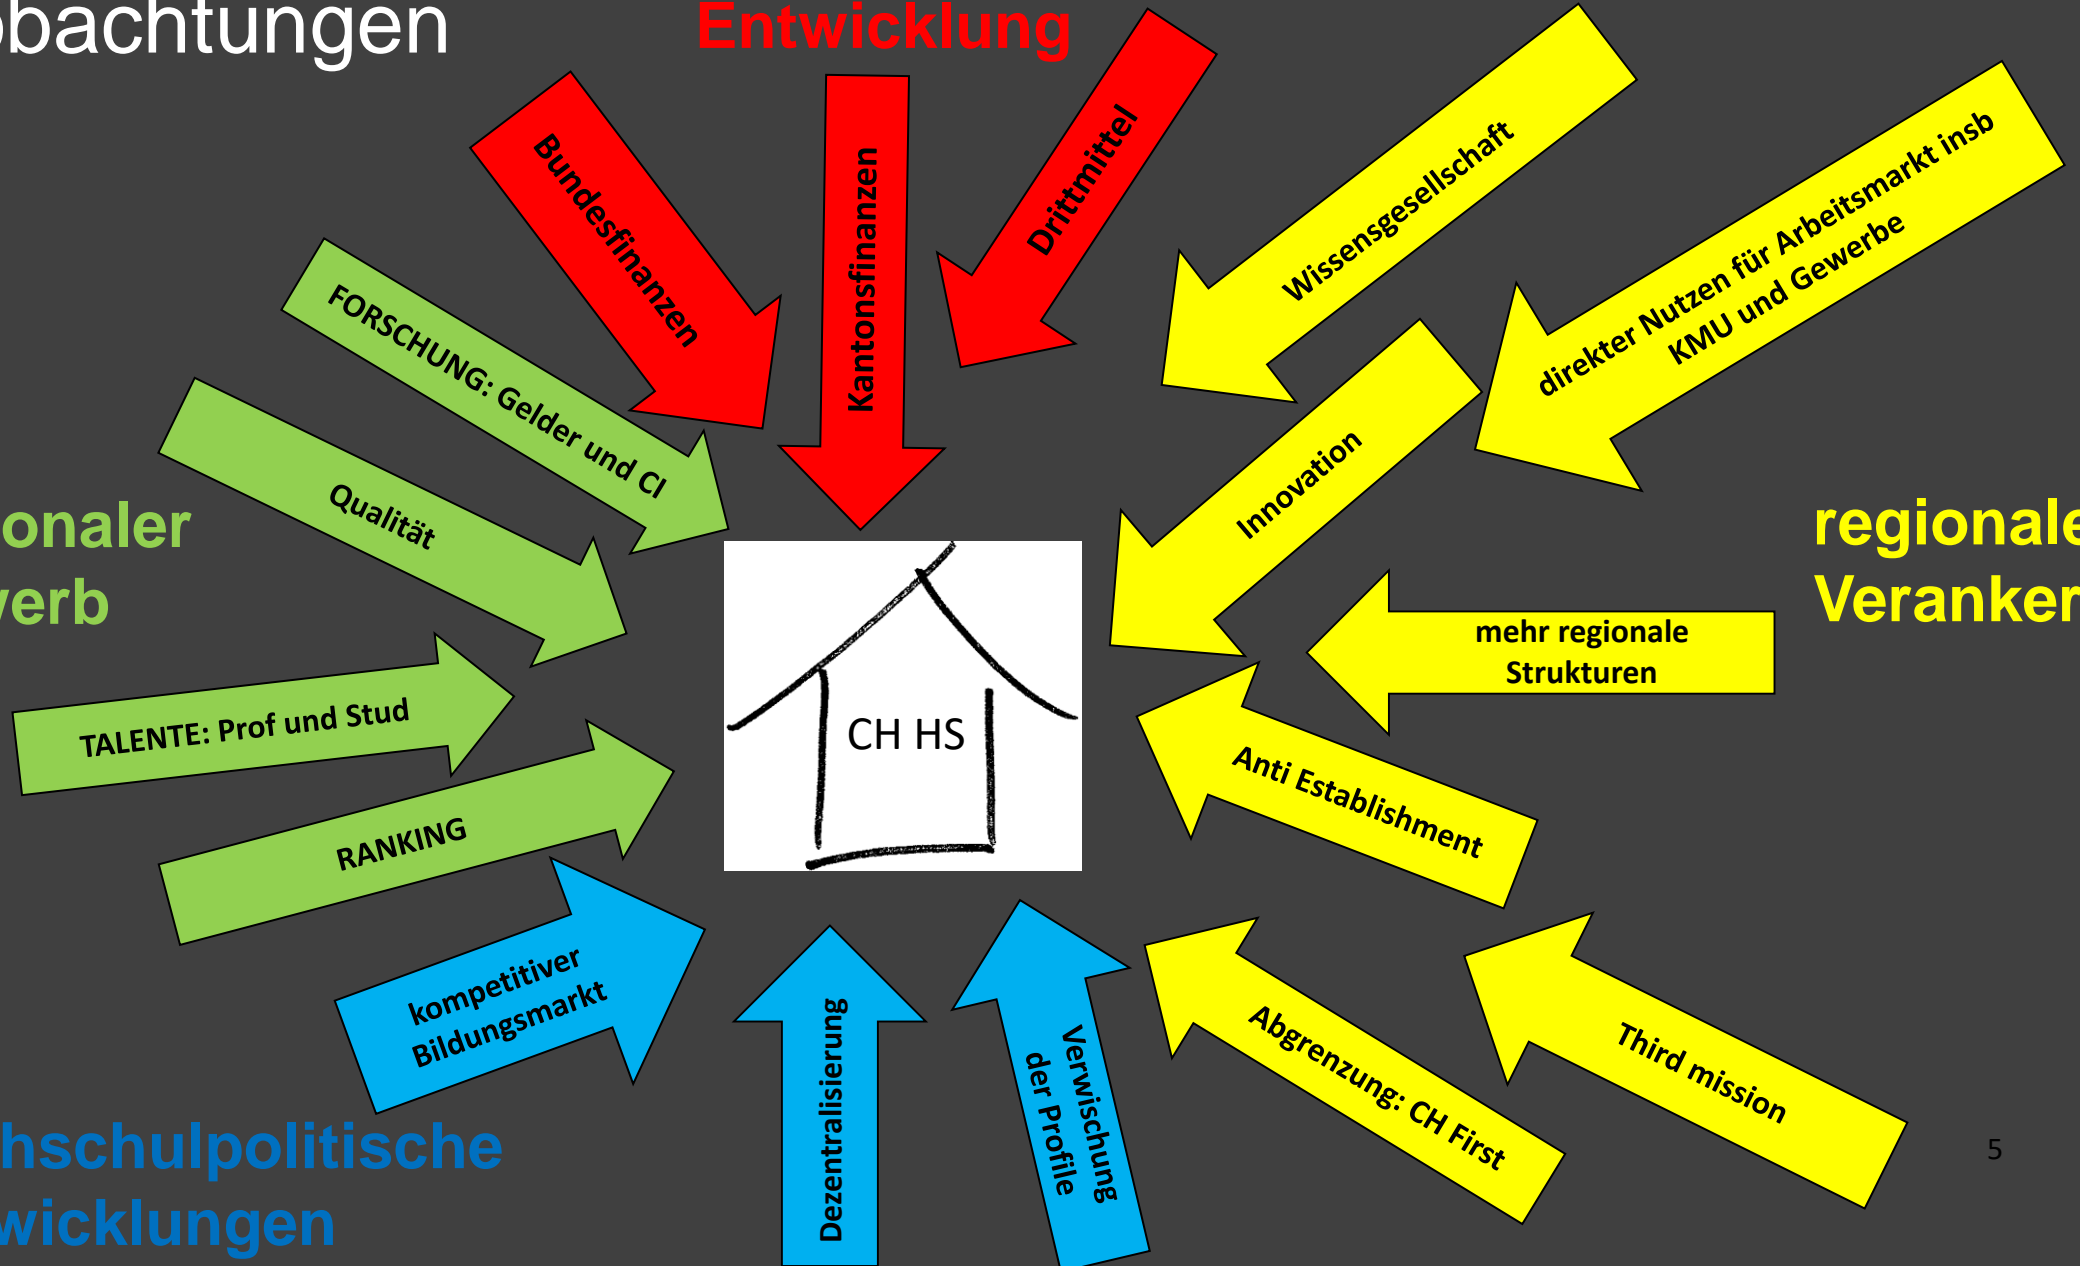 obachtungen
Entwicklung
Bundesfinanzen
Kantonsfinanzen
Drittmittel
Wissensgesellschaft
direkter Nutzen für Arbeitsmarkt insb
KMU und Gewerbe
FORSCHUNG: Gelder und CI
Qualität
Innovation
onaler
verb
regionale
Veranker
mehr regionale
Strukturen
TALENTE: Prof und Stud
CH HS
Anti Establishment
RANKING
kompetitiver
Bildungsmarkt
Dezentralisierung
Verwischung
der Profile
Abgrenzung: CH First
Third mission
hschulpolitische
wicklungen
5